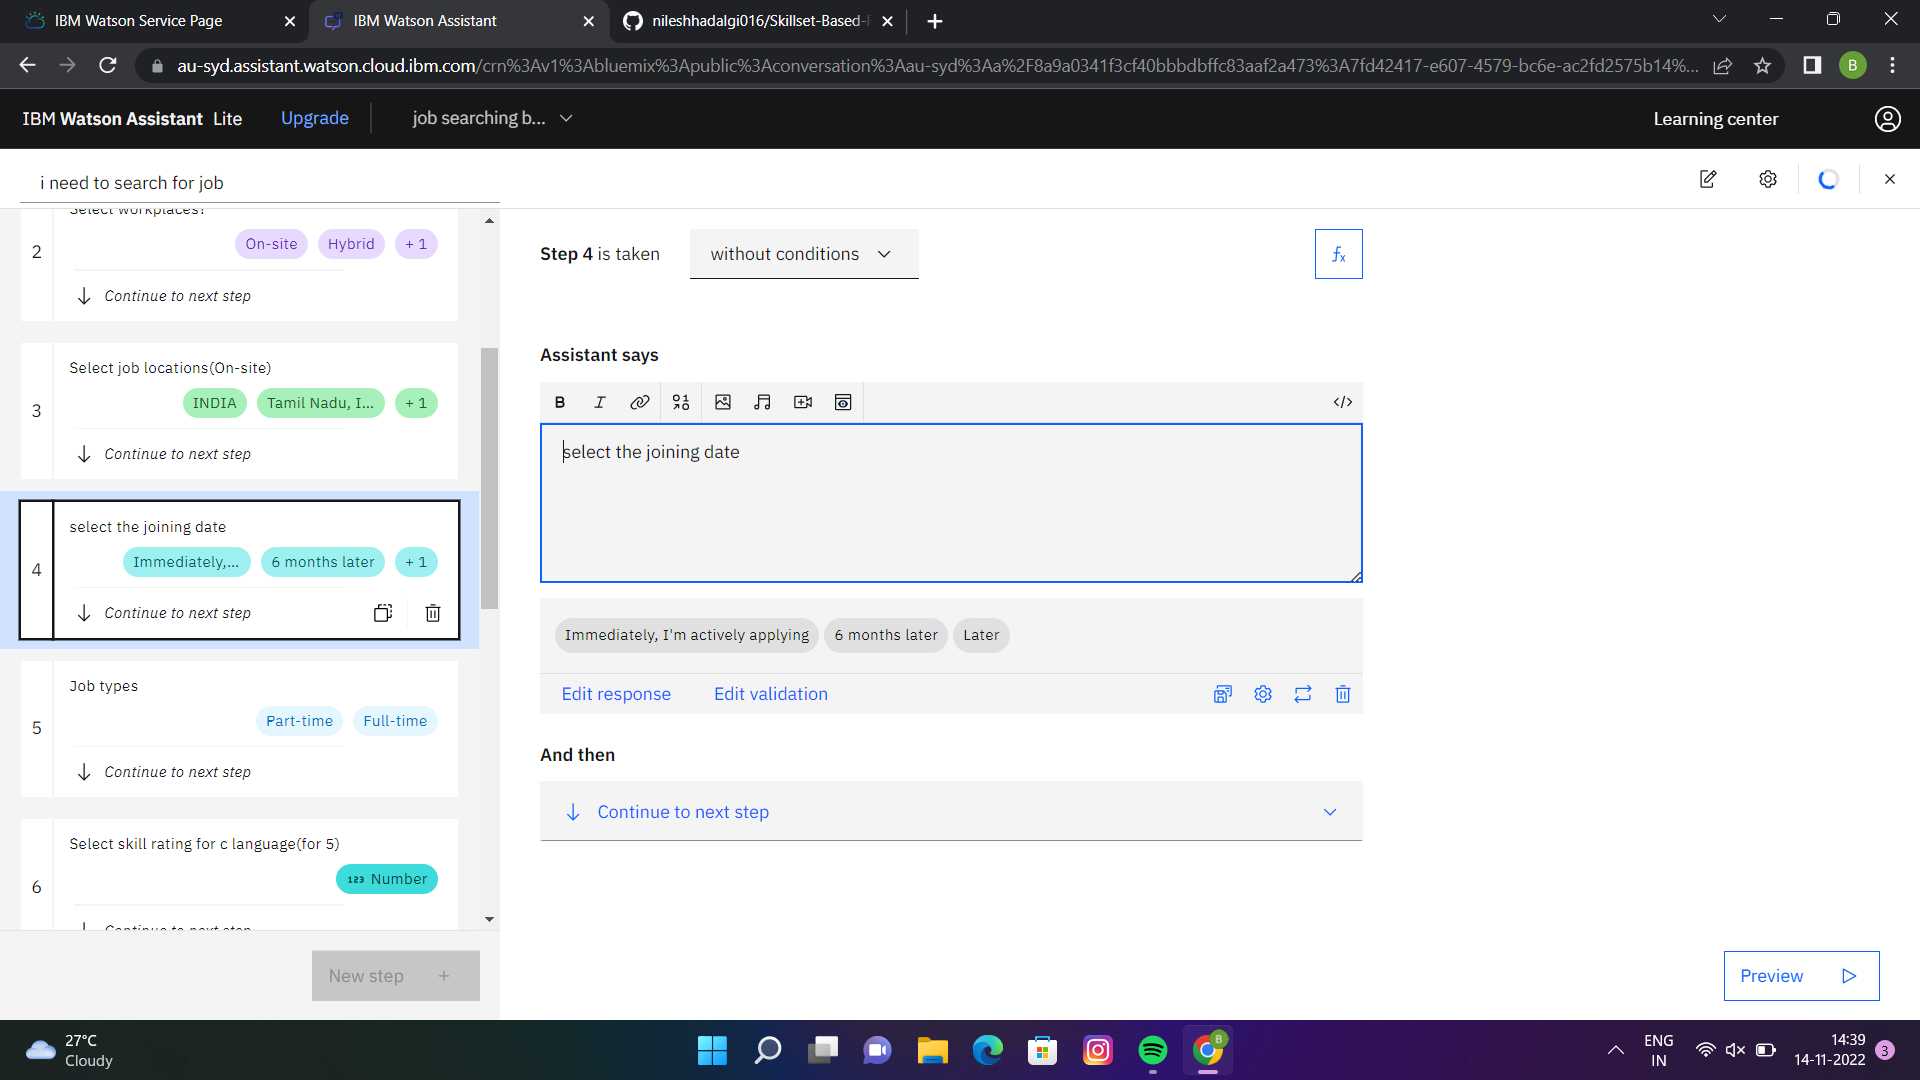 IBM Watson Service Page
IBM Watson Assistant
nileshhadalgi016/Skillset-Based-
au-syd.assistant.watson.cloud.ibm.com/crn%3Av1%3Abluemix%3Apublic%3Aconversation%3Aau-syd%3Aa%2F8a9a0341f3cf40bbbdbffc83aaf2a473%3A7fd42417-e607-4579-bc6e-ac2fd2575b14%...
B
IBM Watson Assistant Lite
Upgrade
job searching b...
Learning center
i need to search for job
Select workplaces?
2
On-site
Hybrid
+ 1
Continue to next step
Select job locations(On-site)
3
INDIA
Tamil Nadu, I...
+ 1
Continue to next step
select the joining date
4
Immediately,...
6 months later
+ 1
Continue to next step
Job types
5
Part-time
Full-time
Continue to next step
Select skill rating for c language(for 5)
6
123 Number
Continue to next step
New step +
Step 4 is taken
without conditions
fx
Assistant says
B
I
</>
select the joining date
Immediately, I'm actively applying
6 months later
Later
Edit response
Edit validation
And then
Continue to next step
Preview
27°C
Cloudy
B
ENG
IN
14:39
14-11-2022
3